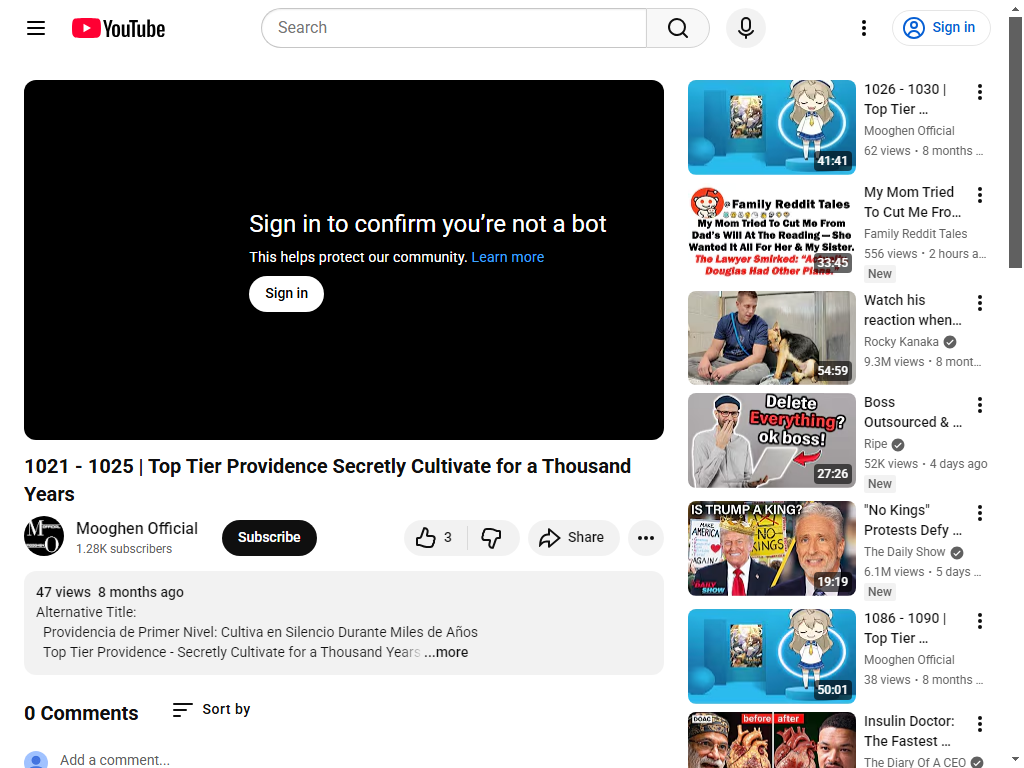 YouTube
Search
Sign in
Sign in to confirm you're not a bot
This helps protect our community. Learn more
Sign in
1021 - 1025 | Top Tier Providence Secretly Cultivate for a Thousand
Years
Mooghen Official
1.28K subscribers
Subscribe
3
Share
47 views 8 months ago
Alternative Title:
Providencia de Primer Nivel: Cultiva en Silencio Durante Miles de Años
Top Tier Providence - Secretly Cultivate for a Thousand Years ...more
0 Comments
Sort by
Add a comment...
41:41
1026 - 1030 |
Top Tier ...
Mooghen Official
62 views • 8 months ...
Family Reddit Tales
My Mom Tried To Cut Me From
Dad's Will At The Reading — She
Wanted It All For Her & My Sister.
The Lawyer Smirked:
Douglas Had Other
33:45
My Mom Tried
To Cut Me Fro...
Family Reddit Tales
556 views • 2 hours a...
New
54:59
Watch his
reaction when...
Rocky Kanaka
9.3M views • 8 mont...
Delete
Everything?
ok boss!
27:26
Boss
Outsourced & ...
Ripe
52K views • 4 days ago
New
IS TRUMP A KING?
MAKE
AMERICA
AGAIN
NO
KINGS
DAILY
SHOW
19:19
"No Kings"
Protests Defy ...
The Daily Show
6.1M views • 5 days ...
New
50:01
1086 - 1090 |
Top Tier ...
Mooghen Official
38 views • 8 months ...
DOAC
before
after
Insulin Doctor:
The Fastest ...
The Diary Of A CEO